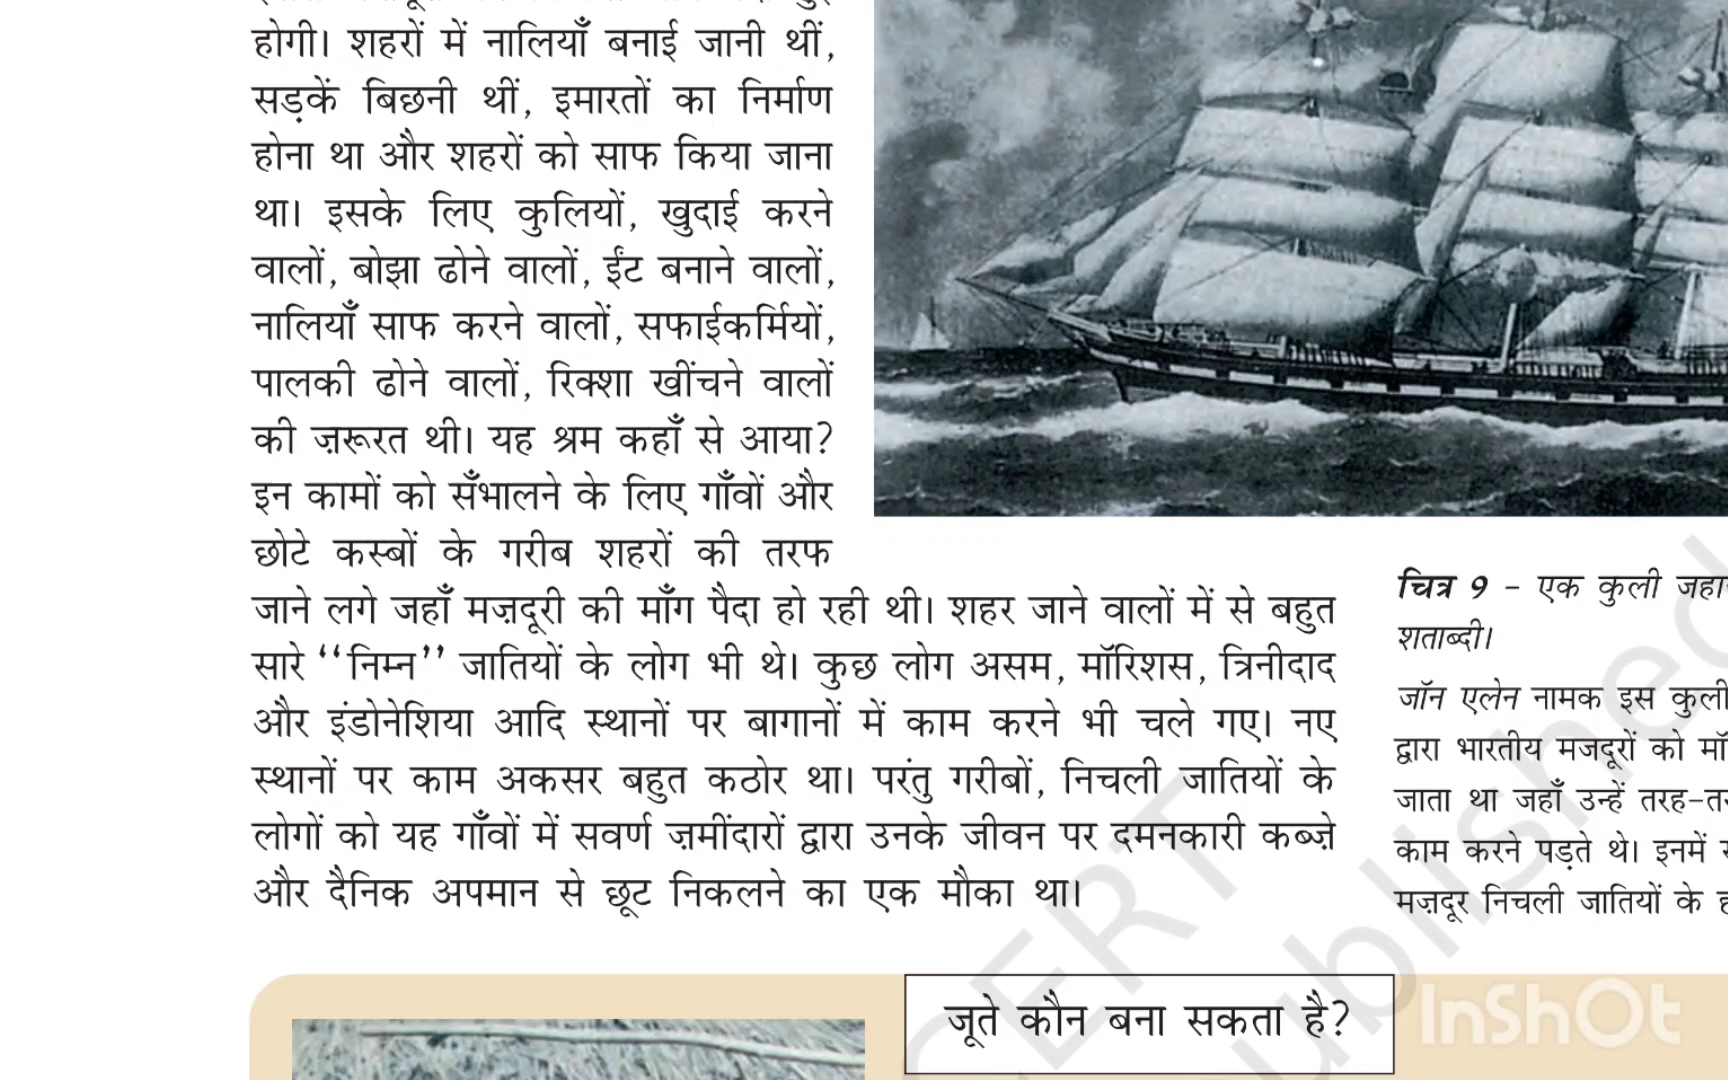 होगी। शहरों में नालियाँ बनाई जानी थीं,
सड़कें बिछनी थीं, इमारतों का निर्माण
होना था और शहरों को साफ किया जाना
था। इसके लिए कुलियों, खुदाई करने
वालों, बोझा ढोने वालों, ईंट बनाने वालों,
नालियाँ साफ करने वालों, सफाईकर्मियों,
पालकी ढोने वालों, रिक्शा खींचने वालों
की ज़रूरत थी। यह श्रम कहाँ से आया?
इन कामों को सँभालने के लिए गाँवों और
छोटे कस्बों के गरीब शहरों की तरफ
जाने लगे जहाँ मज़दूरी की माँग पैदा हो रही थी। शहर जाने वालों में से बहुत
सारे ‘‘निम्न’’ जातियों के लोग भी थे। कुछ लोग असम, मॉरिशस, त्रिनीदाद
और इंडोनेशिया आदि स्थानों पर बागानों में काम करने भी चले गए। नए
स्थानों पर काम अकसर बहुत कठोर था। परंतु गरीबों, निचली जातियों के
लोगों को यह गाँवों में सवर्ण ज़मींदारों द्वारा उनके जीवन पर दमनकारी कब्ज़े
और दैनिक अपमान से छूट निकलने का एक मौका था।
चित्र 9 – एक कुली
शताब्दी।
जॉन एलेन नामक इस कुली
द्वारा भारतीय मजदूरों को
जाता था जहाँ उन्हें
काम करने पड़ते थे। इनमें
मज़दूर निचली जातियों के
जूते कौन बना सकता है?
InShOt